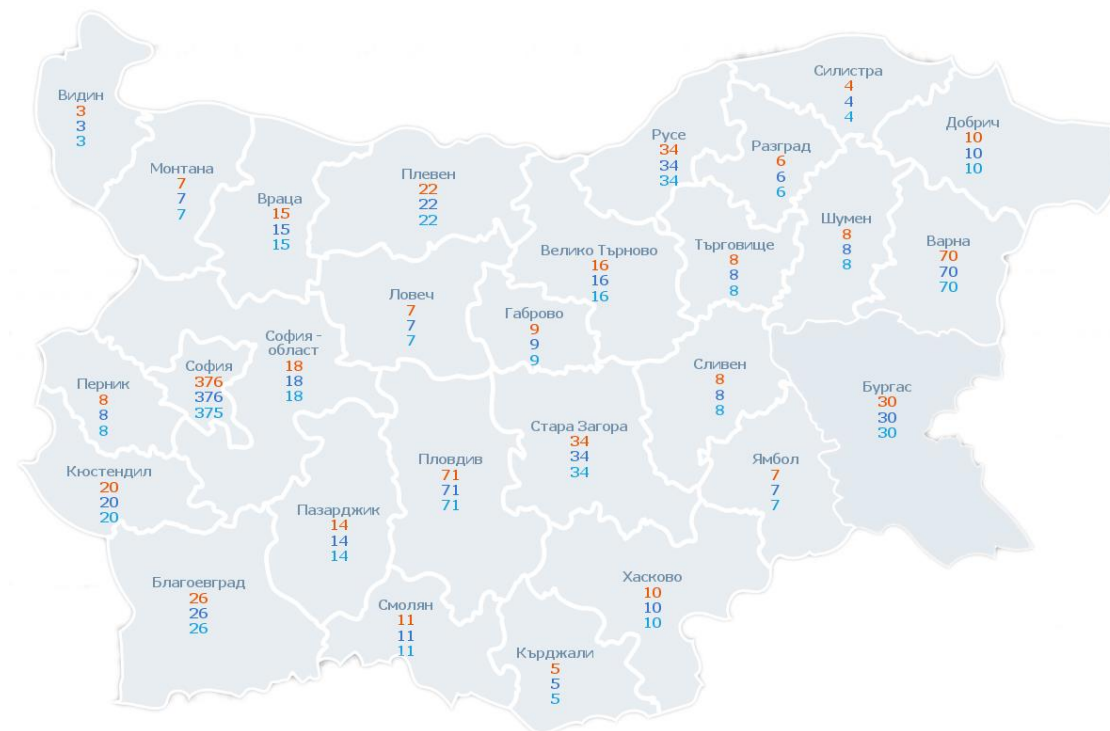 Видин
3
3
3
Монтана
7
7
7
Враца
15
15
15
Плевен
22
22
22
Велико Търново
16
16
16
Русе
34
34
34
Разград
6
6
6
Силистра
4
4
4
Добрич
10
10
10
Търговище
8
8
8
Шумен
8
8
8
Варна
70
70
70
Ловеч
7
7
7
Габрово
9
9
9
София -
област
18
18
18
София
376
376
375
Перник
8
8
8
Кюстендил
20
20
20
Сливен
8
8
8
Бургас
30
30
30
Стара Загора
34
34
34
Пловдив
71
71
71
Ямбол
7
7
7
Пазарджик
14
14
14
Благоевград
26
26
26
Смолян
11
11
11
Хасково
10
10
10
Кърджали
5
5
5